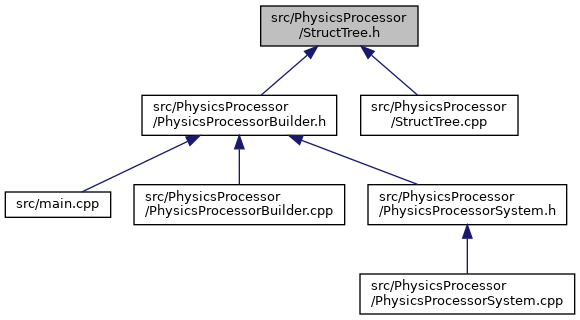 src/PhysicsProcessor
/StructTree.h
src/PhysicsProcessor
/PhysicsProcessorBuilder.h
src/PhysicsProcessor
/StructTree.cpp
src/main.cpp
src/PhysicsProcessor
/PhysicsProcessorBuilder.cpp
src/PhysicsProcessor
/PhysicsProcessorSystem.h
src/PhysicsProcessor
/PhysicsProcessorSystem.cpp